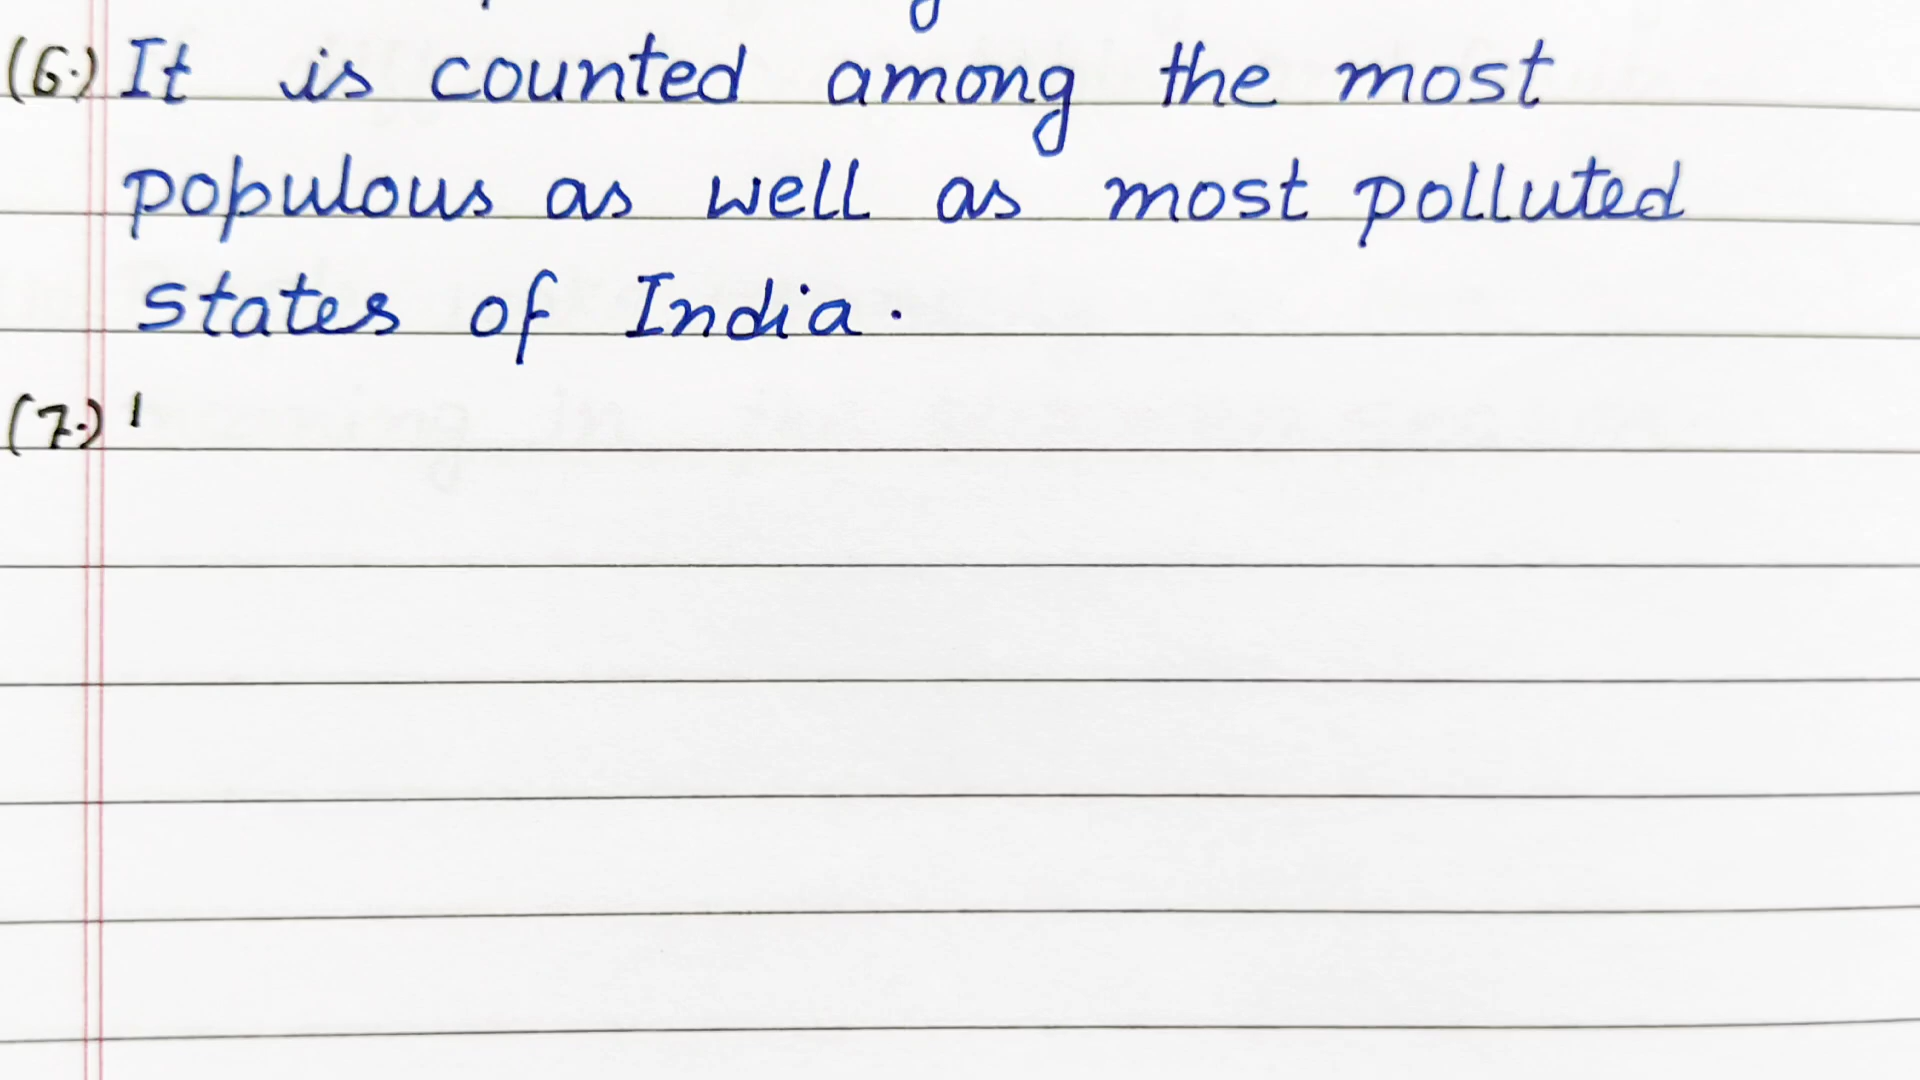 (6.) It is counted among the most
populous as well as most polluted
states of India.
(7.)